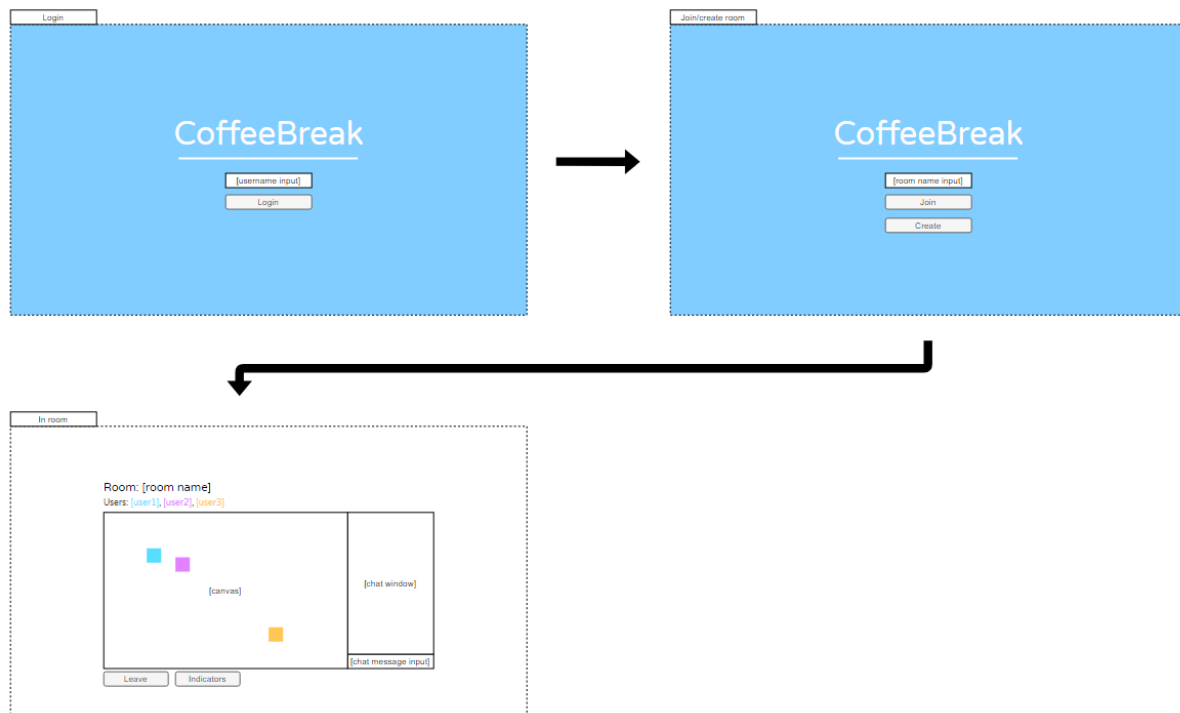 Login
CoffeeBreak
[username input]
Login
Join/create room
CoffeeBreak
[room name input]
Join
Create
In room
Room: [room name]
Users: [user1], [user2], [user3]
[canvas]
[chat window]
[chat message input]
Leave
Indicators